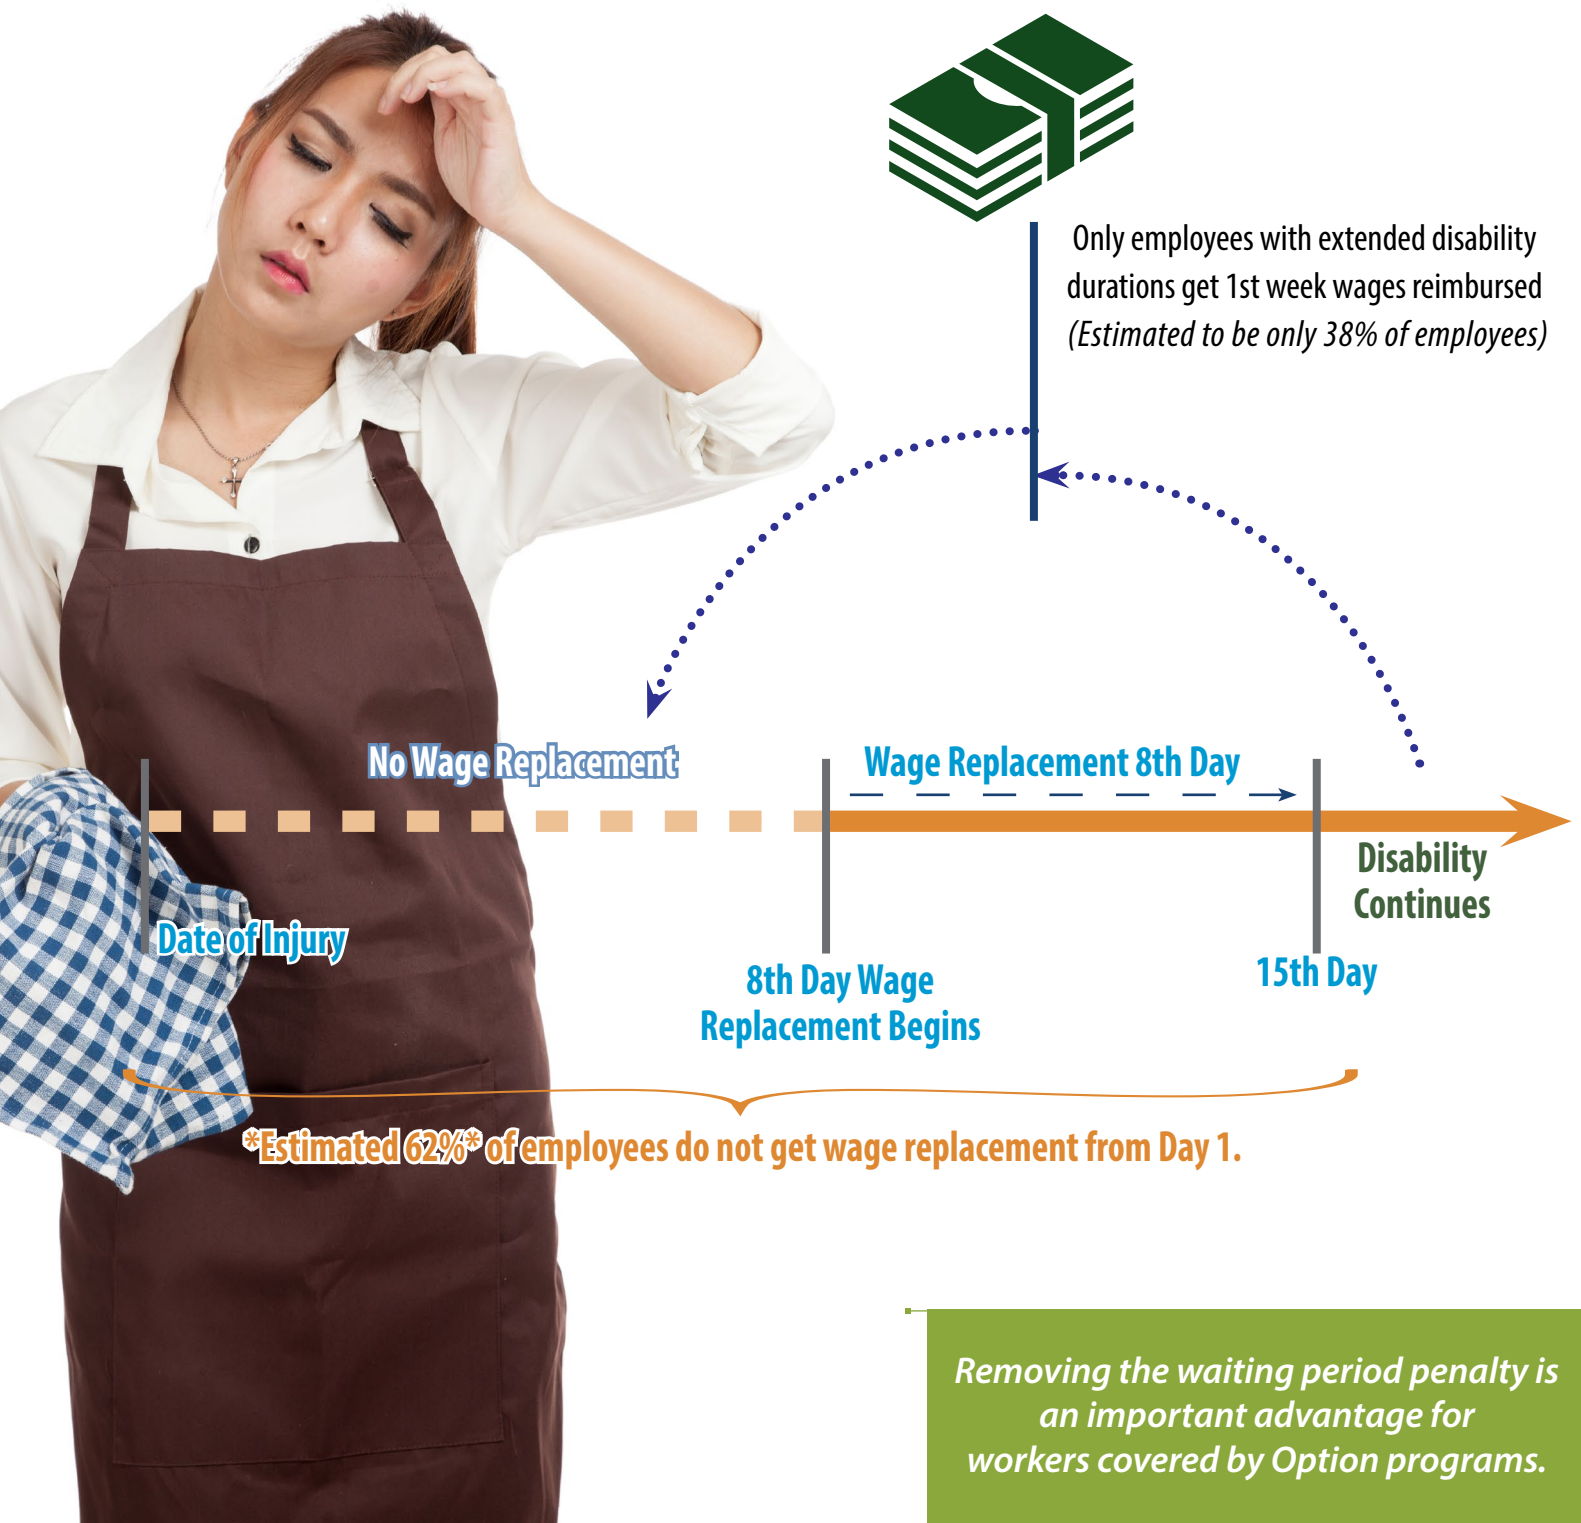 Only employees with extended disability
durations get 1st week wages reimbursed
(Estimated to be only 38% of employees)
No Wage Replacement
Wage Replacement 8th Day
Disability
Continues
Date of Injury
8th Day Wage
Replacement Begins
15th Day
*Estimated 62%* of employees do not get wage replacement from Day 1.
Removing the waiting period penalty is
an important advantage for
workers covered by Option programs.